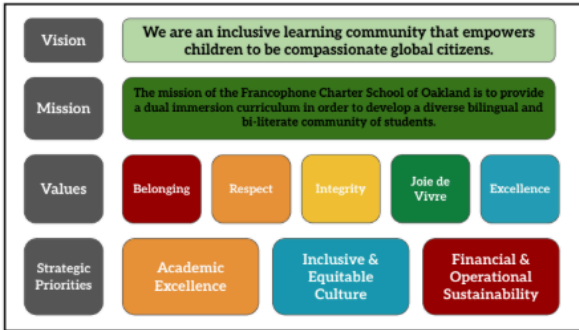 Vision
We are an inclusive learning community that empowers
children to be compassionate global citizens.
Mission
The mission of the Francophone Charter School of Oakland is to provide
a dual immersion curriculum in order to develop a diverse bilingual and
bi-literate community of students.
Values
Belonging
Respect
Integrity
Joie de
Vivre
Excellence
Strategic
Priorities
Academic
Excellence
Inclusive &
Equitable
Culture
Financial &
Operational
Sustainability